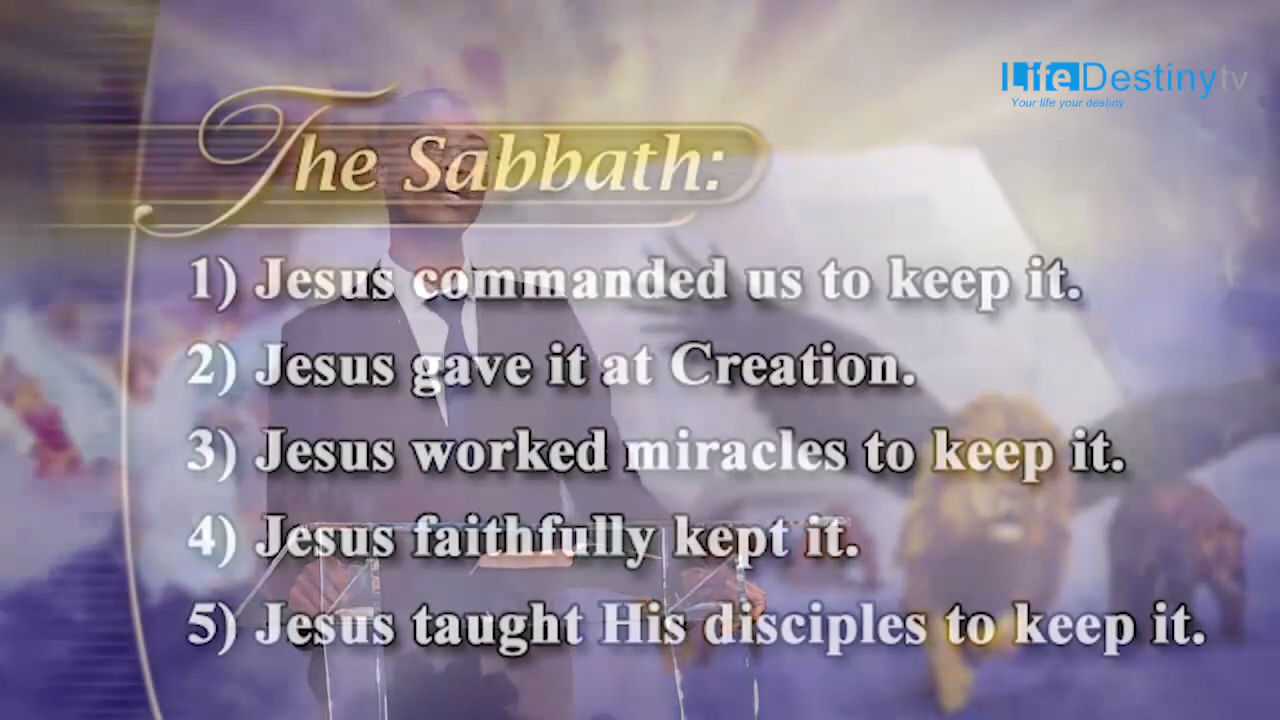 LifeDestinytv
Your life your destiny
The Sabbath:
1) Jesus commanded us to keep it.
2) Jesus gave it at Creation.
3) Jesus worked miracles to keep it.
4) Jesus faithfully kept it.
5) Jesus taught His disciples to keep it.